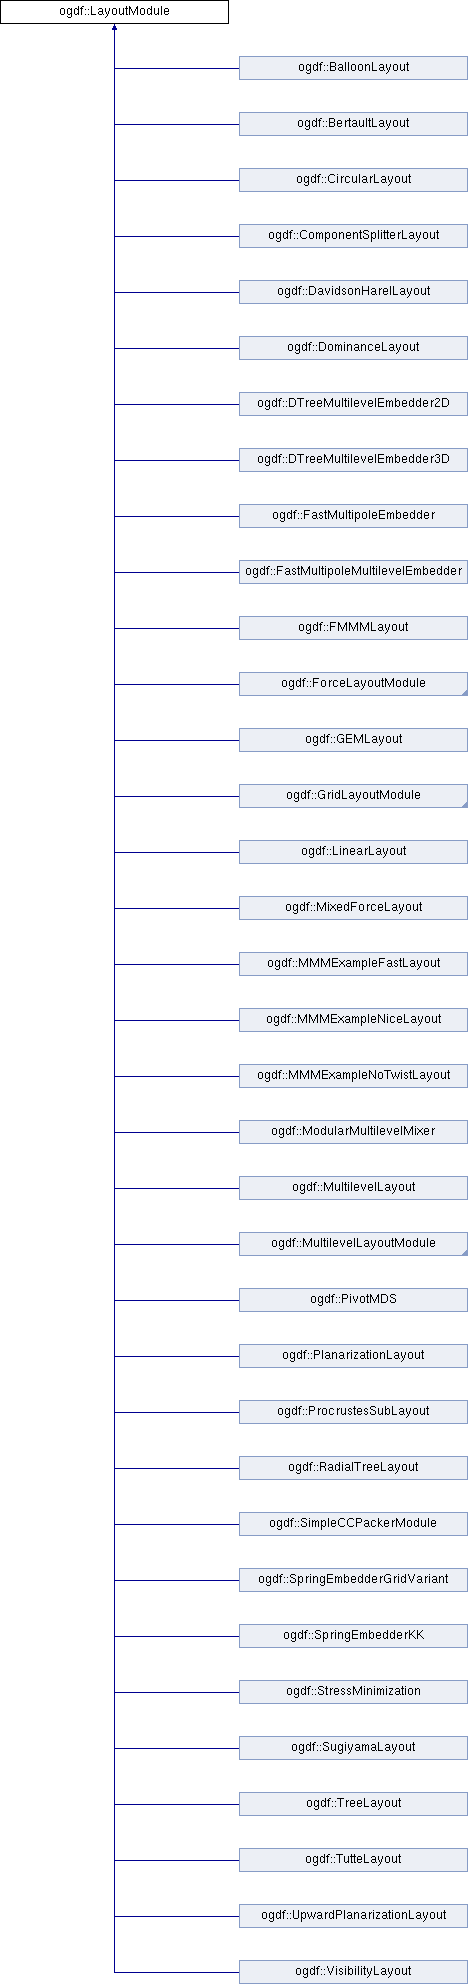 ogdf::LayoutModule
ogdf::BalloonLayout
ogdf::BertaultLayout
ogdf::CircularLayout
ogdf::ComponentSplitterLayout
ogdf::DavidsonHarelLayout
ogdf::DominanceLayout
ogdf::DTreeMultilevelEmbedder2D
ogdf::DTreeMultilevelEmbedder3D
ogdf::FastMultipoleEmbedder
ogdf::FastMultipoleMultilevelEmbedder
ogdf::FMMMLayout
ogdf::ForceLayoutModule
ogdf::GEMLayout
ogdf::GridLayoutModule
ogdf::LinearLayout
ogdf::MixedForceLayout
ogdf::MMMExampleFastLayout
ogdf::MMMExampleNiceLayout
ogdf::MMMExampleNoTwistLayout
ogdf::ModularMultilevelMixer
ogdf::MultilevelLayout
ogdf::MultilevelLayoutModule
ogdf::PivotMDS
ogdf::PlanarizationLayout
ogdf::ProcrustesSubLayout
ogdf::RadialTreeLayout
ogdf::SimpleCCPackerModule
ogdf::SpringEmbedderGridVariant
ogdf::SpringEmbedderKK
ogdf::StressMinimization
ogdf::SugiyamaLayout
ogdf::TreeLayout
ogdf::TutteLayout
ogdf::UpwardPlanarizationLayout
ogdf::VisibilityLayout